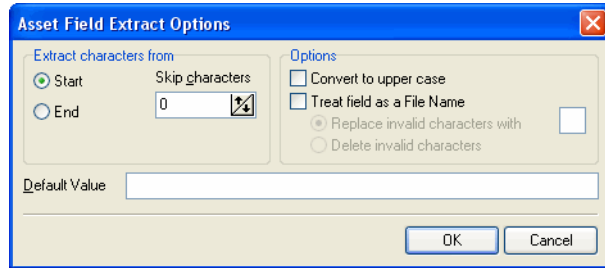 Asset Field Extract Options
Extract characters from
Start
Skip characters
0
End
Options
Convert to upper case
Treat field as a File Name
Replace invalid characters with
Delete invalid characters
Default Value
OK
Cancel